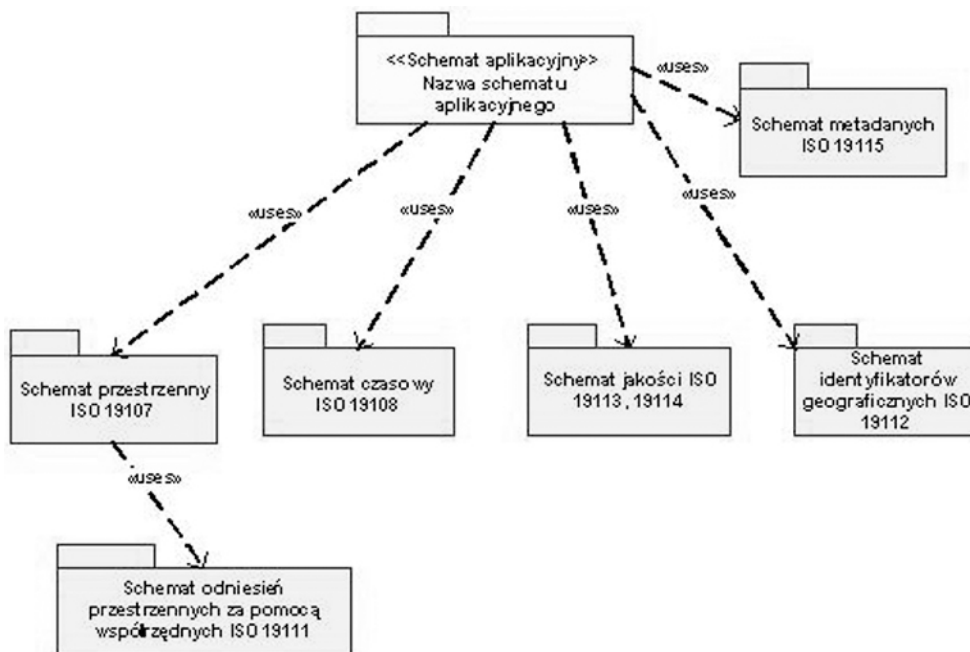 <<Schemat aplikacyjny>>
Nazwa schematu
aplikacyjnego
«uses»
Schemat metadanych
ISO 19115
«uses»
«uses»
«uses»
«uses»
Schemat przestrzenny
ISO 19107
Schemat czasowy
ISO 19108
Schemat jakości ISO
19113, 19114
Schemat
identyfikatorów
geograficznych ISO
19112
«uses»
Schemat odniesień
przestrzennych za pomocą
współrzędnych ISO 19111